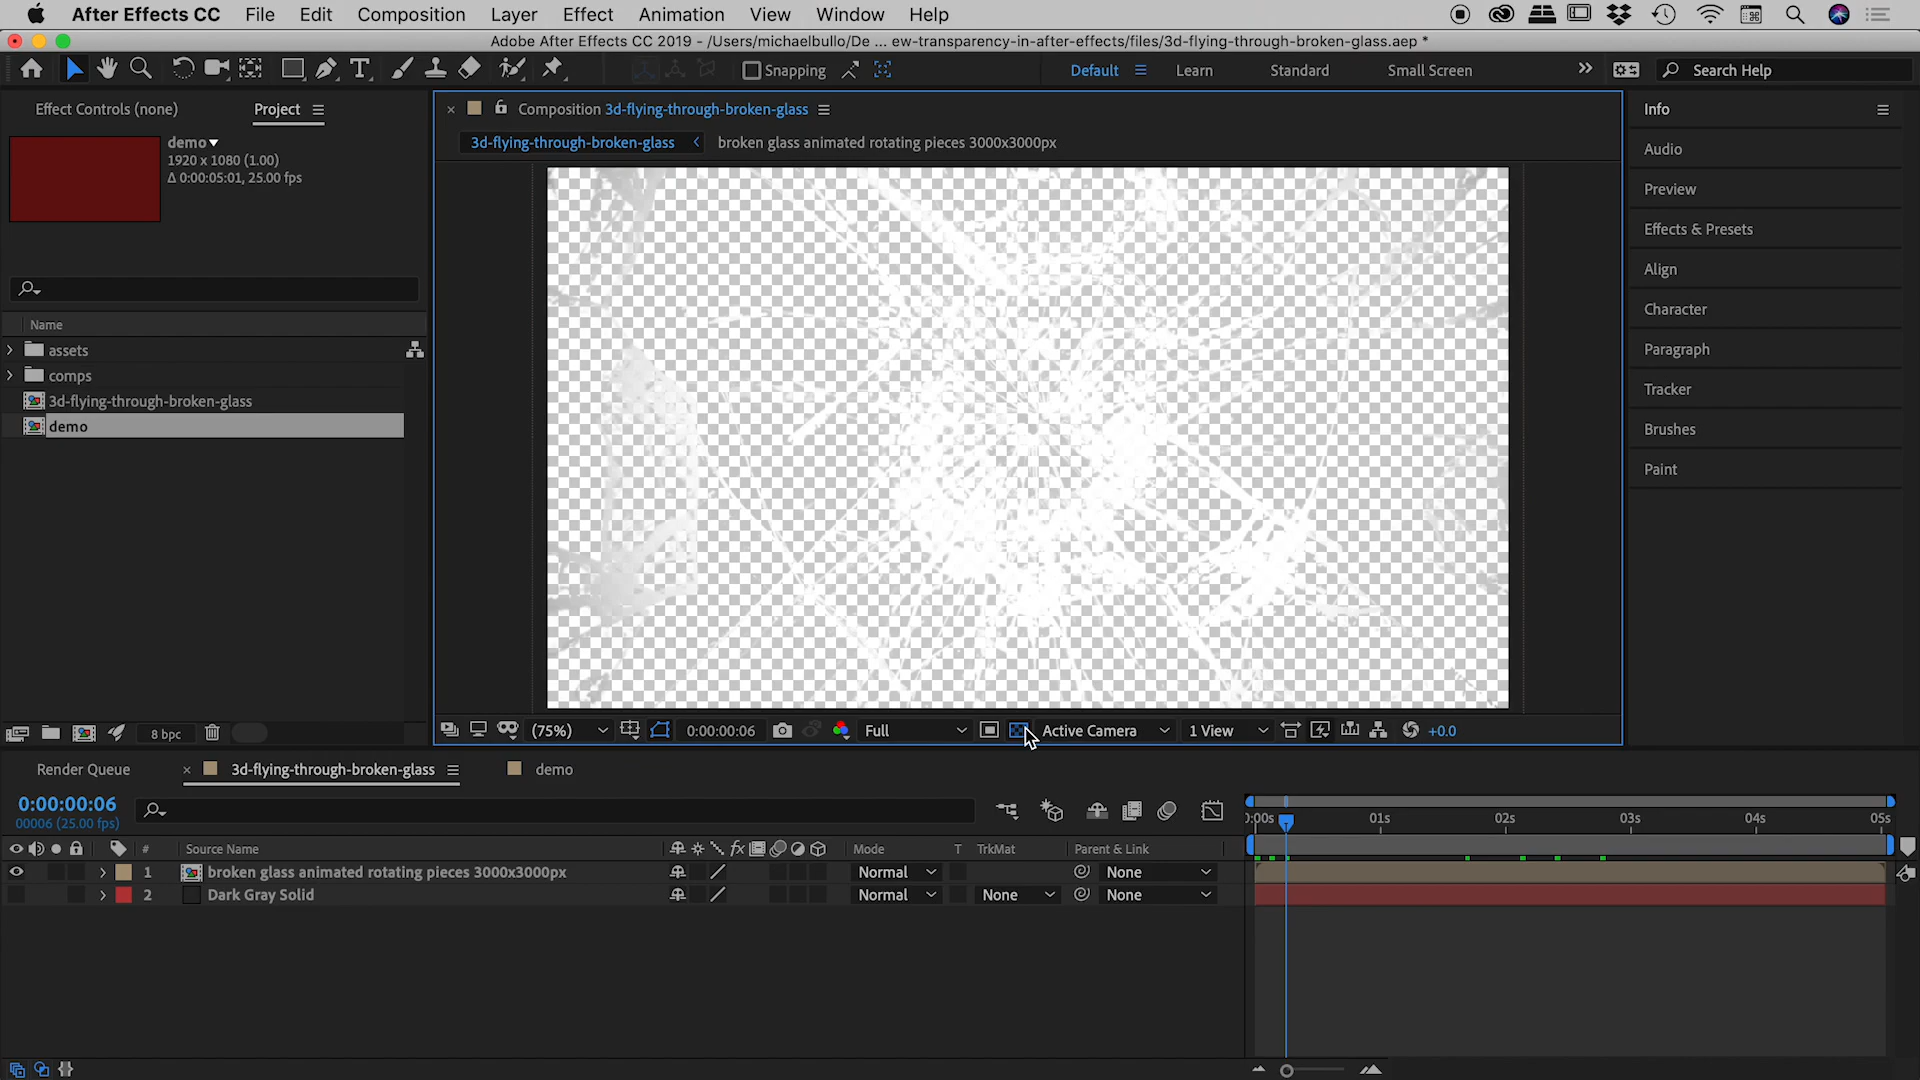 After Effects CC File Edit Composition Layer Effect Animation View Window Help
Adobe After Effects CC 2019 - /Users/michaelbullo/De ... ew-transparency-in-after-effects/files/3d-flying-through-broken-glass.aep *
Snapping Default Learn Standard Small Screen Search Help
Effect Controls (none) Project
Composition 3d-flying-through-broken-glass
Info
demo
1920 x 1080 (1.00)
Δ 0:00:05:01, 25.00 fps
3d-flying-through-broken-glass broken glass animated rotating pieces 3000x3000px
Audio
Preview
Effects & Presets
Align
Character
Paragraph
Tracker
Brushes
Paint
Name
assets
comps
3d-flying-through-broken-glass
demo
8 bpc
(75%) 0:00:00:06 Full Active Camera 1 View +0.0
Render Queue 3d-flying-through-broken-glass demo
0:00:00:06
00006 (25.00 fps)
):00s 01s 02s 03s 04s 05s
# Source Name Mode T TrkMat Parent & Link
1 broken glass animated rotating pieces 3000x3000px Normal None
2 Dark Gray Solid Normal None None